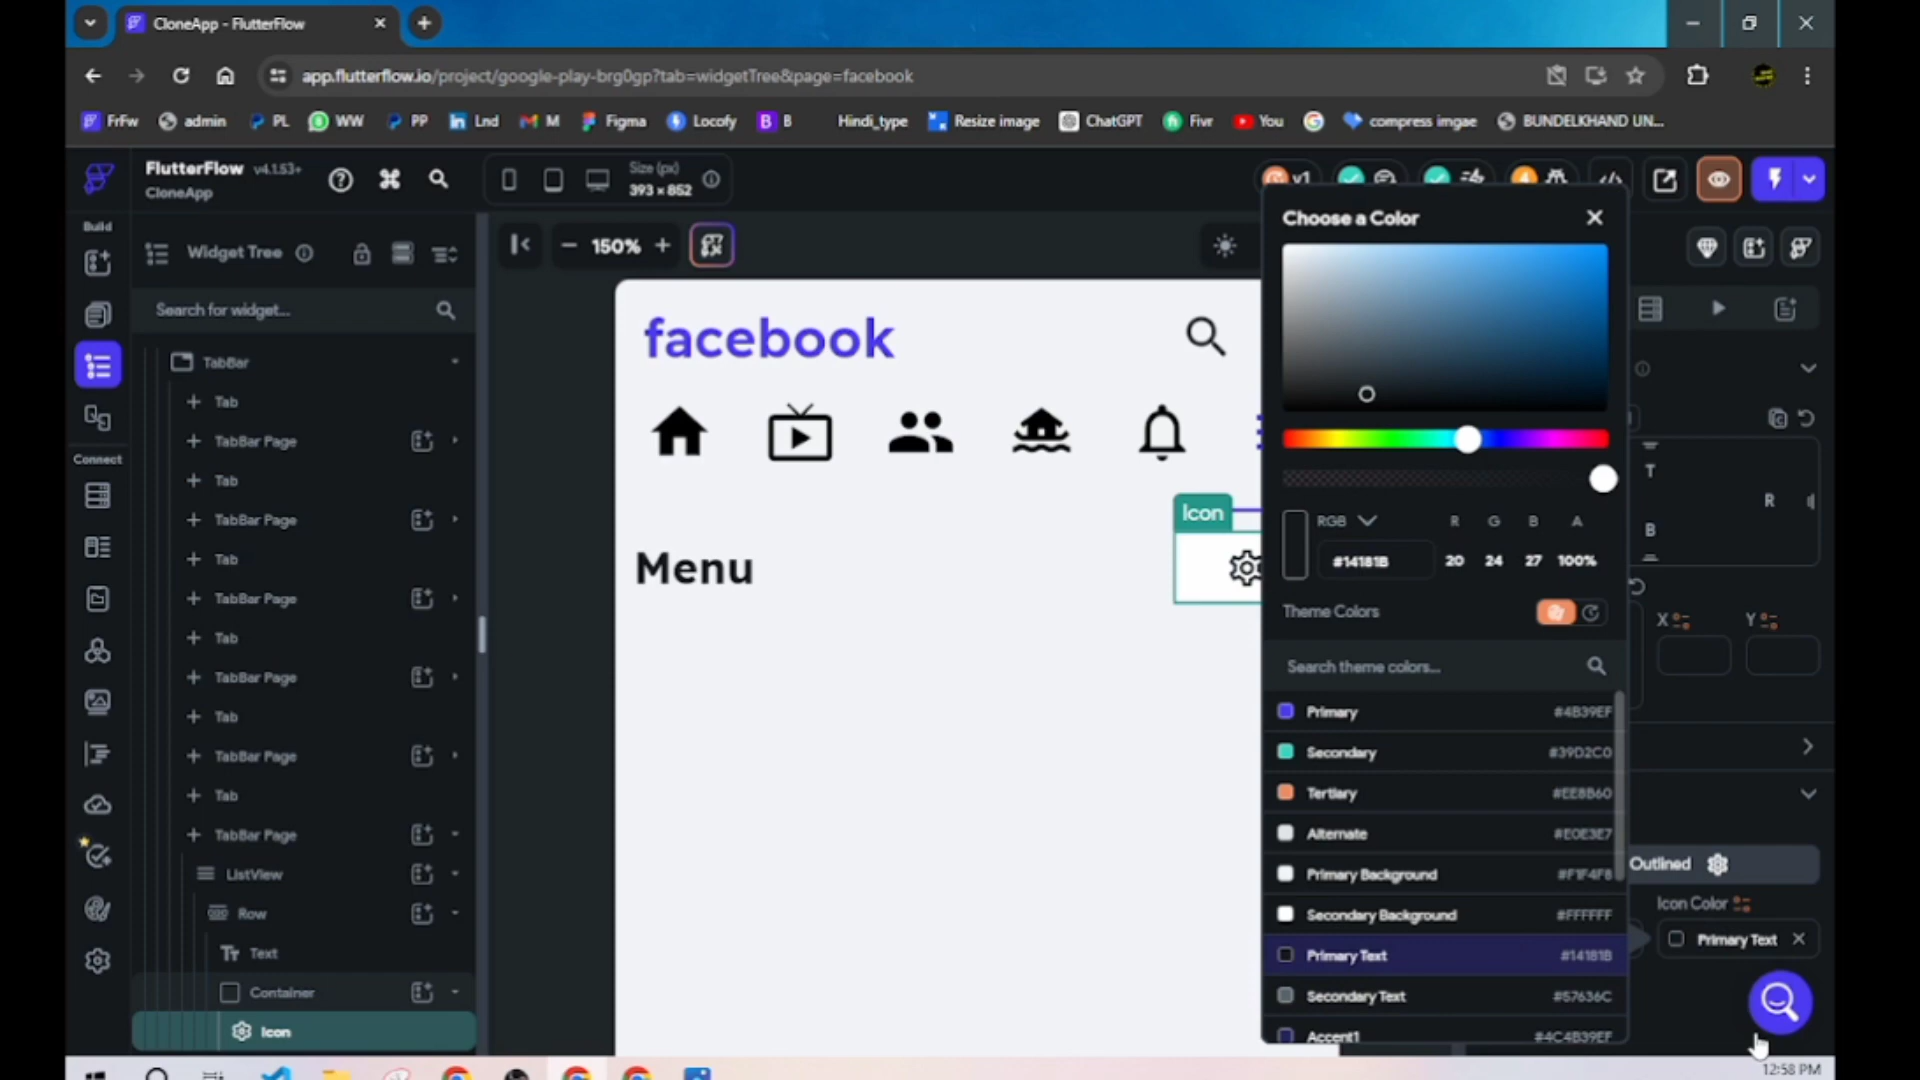 CloneApp - FlutterFlow
app.flutterflow.io/project/google-play-brg0gp?tab=widgetTree&page=facebook
FrFw admin PL WW PP Lnd M Figma Locofy B Hindi_type Resize image ChatGPT Fivr You compress imgae BUNDELKHAND UN...
FlutterFlow v4.1.53+
CloneApp
Size (px)
393 × 852
v1
4
Build
Connect
Widget Tree
Search for widget...
TabBar
Tab
TabBar Page
Tab
TabBar Page
Tab
TabBar Page
Tab
TabBar Page
Tab
TabBar Page
Tab
TabBar Page
ListView
Row
Text
Container
Icon
150%
facebook
Icon
Menu
Choose a Color
RGB R G B A
#14181B 20 24 27 100%
Theme Colors
Search theme colors...
Primary #4B39EF
Secondary #39D2C0
Tertiary #EE8B60
Alternate #E0E3E7
Primary Background #F1F4F8
Secondary Background #FFFFFF
Primary Text #14181B
Secondary Text #57636C
Accent1 #4C4B39EF
T
R
B
X Y
Outlined
Icon Color
Primary Text
12:58 PM